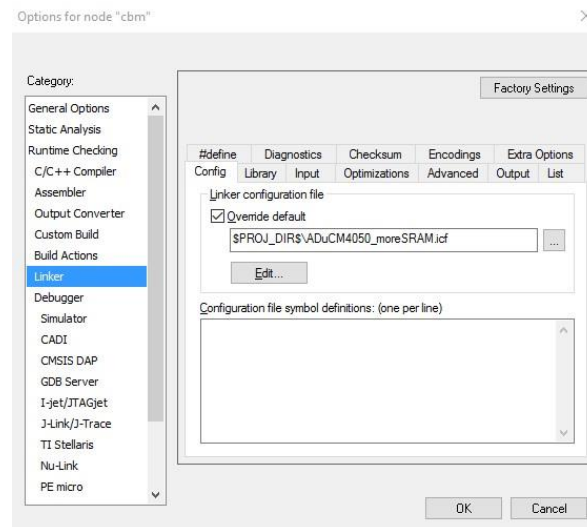 Options for node "cbm"
Category:
General Options
Static Analysis
Runtime Checking
C/C++ Compiler
Assembler
Output Converter
Custom Build
Build Actions
Linker
Debugger
Simulator
CADI
CMSIS DAP
GDB Server
I-jet/JTAGjet
J-Link/J-Trace
TI Stellaris
Nu-Link
PE micro
Factory Settings
#define Diagnostics Checksum Encodings Extra Options
Config Library Input Optimizations Advanced Output List
Linker configuration file
Override default
$PROJ_DIR$\ADuCM4050_moreSRAM.icf
...
Edit...
Configuration file symbol definitions: (one per line)
OK Cancel